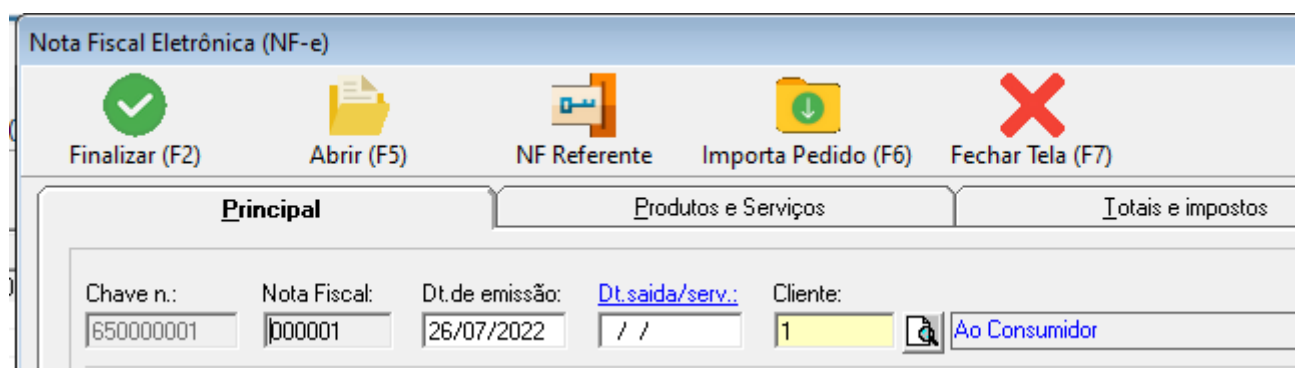 Nota Fiscal Eletrônica (NF-e)
Finalizar (F2) Abrir (F5) NF Referente Importa Pedido (F6) Fechar Tela (F7)
Principal Produtos e Serviços Totais e impostos
Chave n.: Nota Fiscal: Dt.de emissão: Dt.saida/serv.: Cliente:
650000001 000001 26/07/2022 / / 1 Ao Consumidor